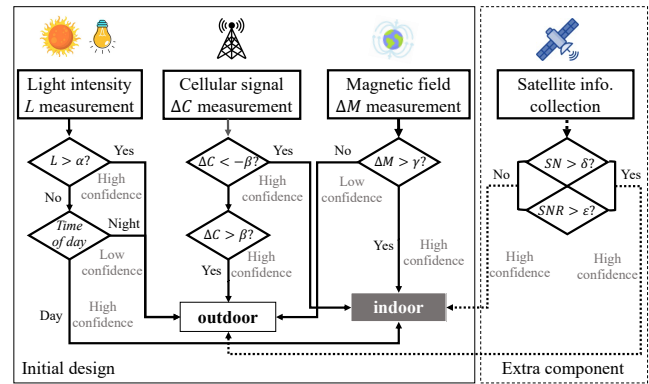 Light intensity
L measurement
Cellular signal
ΔC measurement
Magnetic field
ΔM measurement
Satellite info.
collection
L > α?
Yes
High
confidence
No
Time
of day
Night
Low
confidence
Day
High
confidence
ΔC < −β?
Yes
High
confidence
ΔC > β?
Yes
High
confidence
No
Low
confidence
ΔM > γ?
Yes
High
confidence
No
SN > δ?
Yes
SNR > ε?
High
confidence
High
confidence
outdoor
indoor
Initial design
Extra component